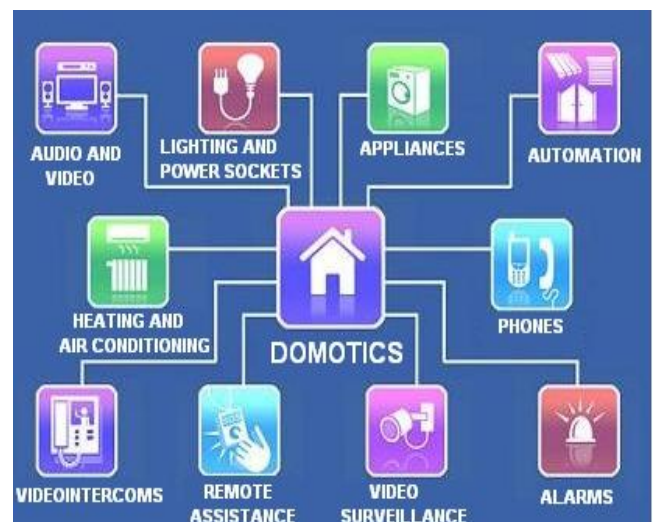 AUDIO AND
VIDEO
LIGHTING AND
POWER SOCKETS
APPLIANCES
AUTOMATION
HEATING AND
AIR CONDITIONING
DOMOTICS
PHONES
VIDEOINTERCOMS
REMOTE
ASSISTANCE
VIDEO
SURVEILLANCE
ALARMS